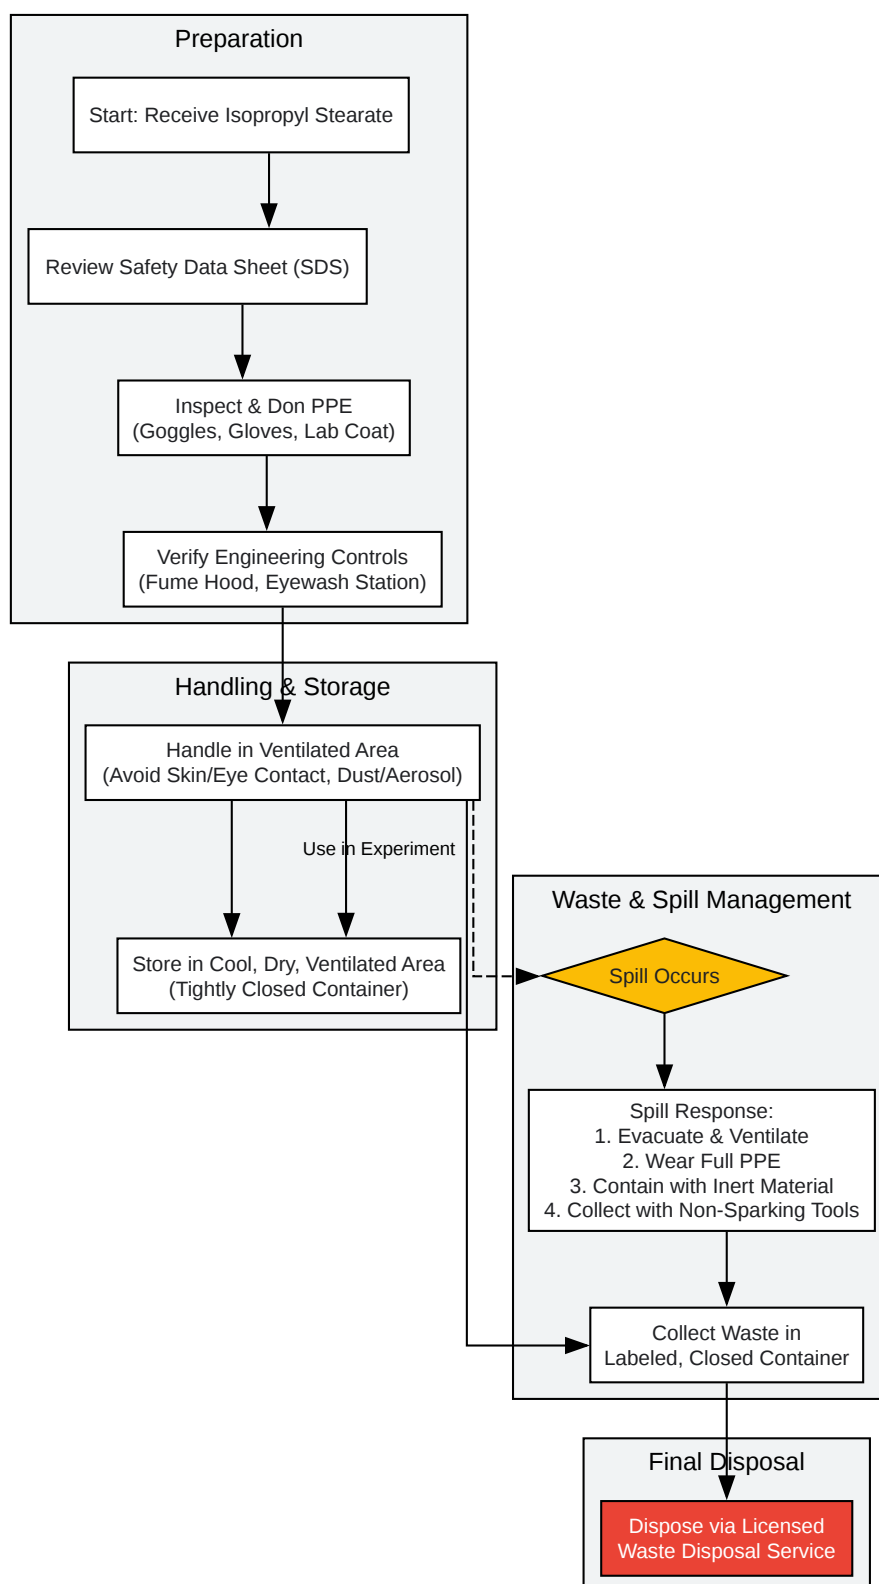 Preparation
Start: Receive Isopropyl Stearate
Review Safety Data Sheet (SDS)
Inspect & Don PPE
(Goggles, Gloves, Lab Coat)
Verify Engineering Controls
(Fume Hood, Eyewash Station)
Handling & Storage
Handle in Ventilated Area
(Avoid Skin/Eye Contact, Dust/Aerosol)
Use in Experiment
Store in Cool, Dry, Ventilated Area
(Tightly Closed Container)
Waste & Spill Management
Spill Occurs
Spill Response:
1. Evacuate & Ventilate
2. Wear Full PPE
3. Contain with Inert Material
4. Collect with Non-Sparking Tools
Collect Waste in
Labeled, Closed Container
Final Disposal
Dispose via Licensed
Waste Disposal Service